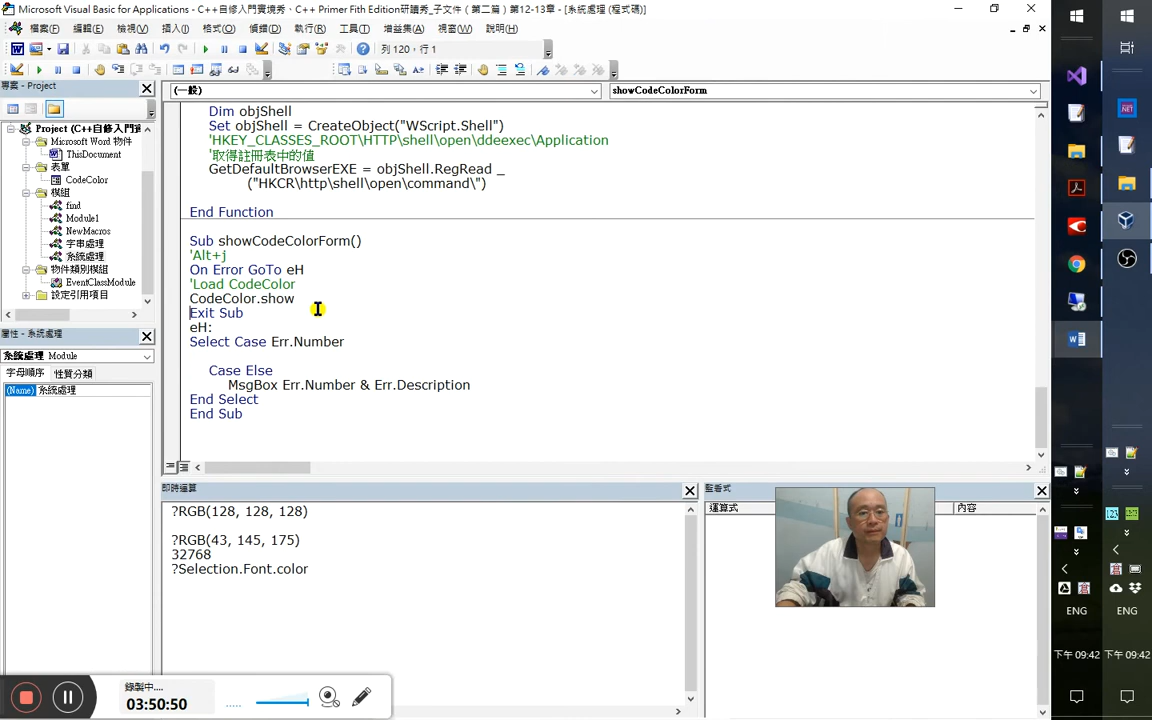 Microsoft Visual Basic for Applications - C++自修入門實境秀、C++ Primer Fith Edition研讀秀_子文件(第二篇)第12-13章 - [系統處理 (程式碼)]
檔案(F) 編輯(E) 檢視(V) 插入(I) 格式(O) 偵錯(D) 執行(R) 工具(T) 增益集(A) 視窗(W) 說明(H)
列 120, 行 1
專案 - Project
(一般)
showCodeColorForm
Project (C++自修入門實
Microsoft Word 物件
ThisDocument
表單
CodeColor
模組
find
Module1
NewMacros
字串處理
系統處理
物件類別模組
EventClassModule
設定引用項目
屬性 - 系統處理
系統處理 Module
字母順序 性質分類
(Name) 系統處理
Dim objShell
Set objShell = CreateObject("WScript.Shell")
'HKEY_CLASSES_ROOT\HTTP\shell\open\ddeexec\Application
'取得註冊表中的值
GetDefaultBrowserEXE = objShell.RegRead _
("HKCR\http\shell\open\command\")
End Function
Sub showCodeColorForm()
'Alt+j
On Error GoTo eH
'Load CodeColor
CodeColor.show
Exit Sub
eH:
Select Case Err.Number
Case Else
MsgBox Err.Number & Err.Description
End Select
End Sub
即時運算
?RGB(128, 128, 128)
?RGB(43, 145, 175)
32768
?Selection.Font.color
監看式
運算式
內容
錄製中....
03:50:50
ENG
ENG
下午 09:42
下午 09:42